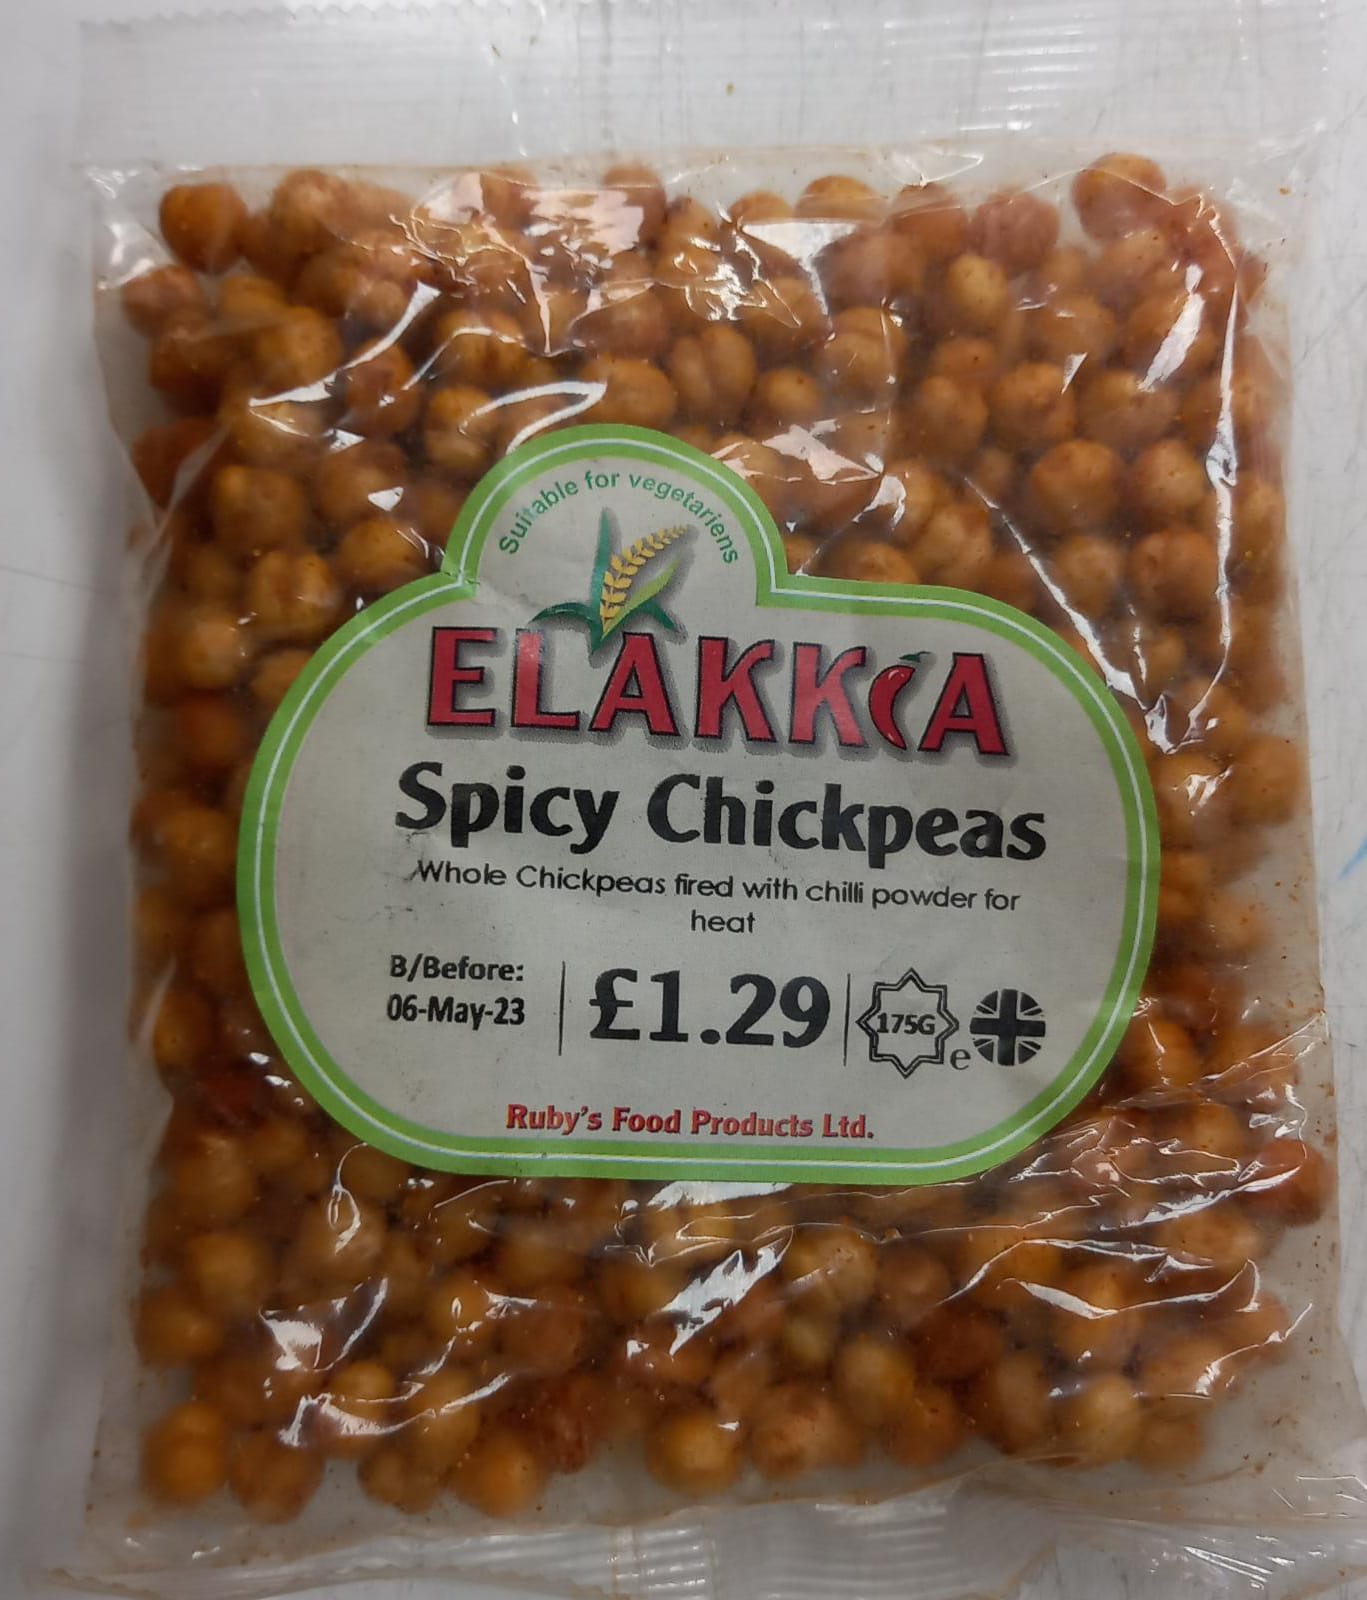 Suitable for vegetariens
ELAKKIA
Spicy Chickpeas
Whole Chickpeas fired with chilli powder for
heat
B/Before:
06-May-23
£1.29
175G
e
Ruby's Food Products Ltd.